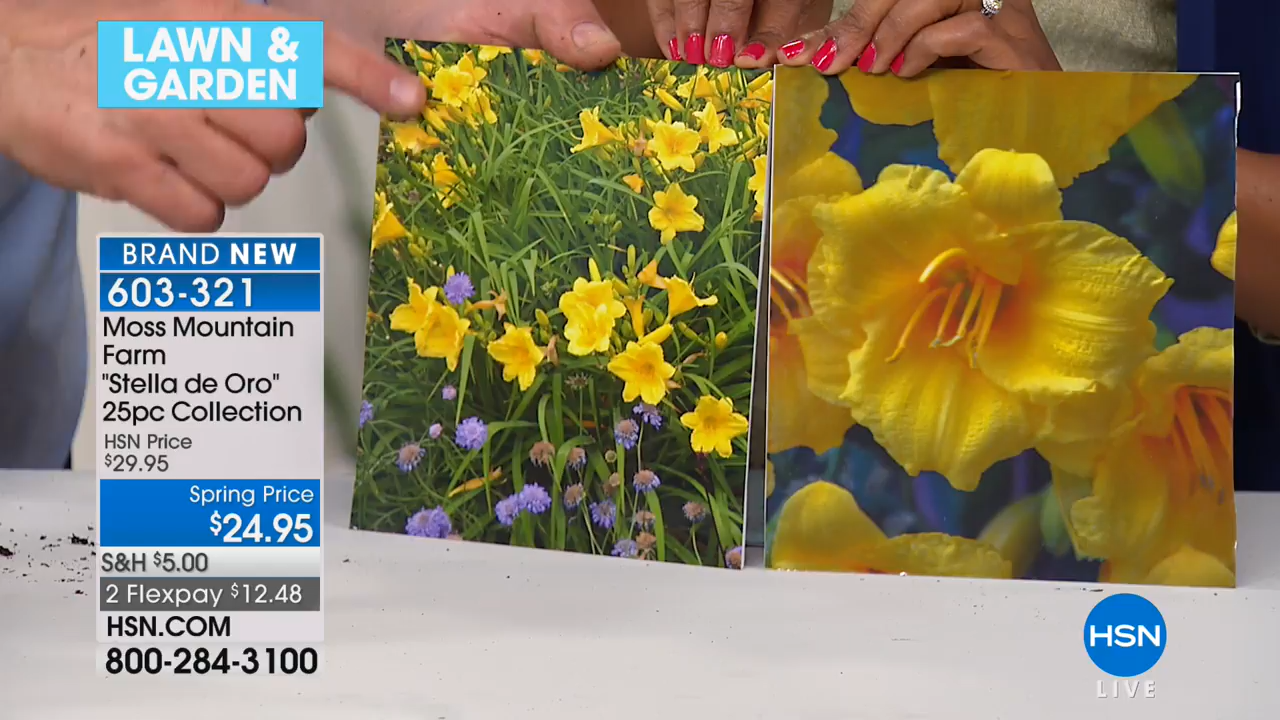 LAWN &
GARDEN
BRAND NEW
603-321
Moss Mountain
Farm
"Stella de Oro"
25pc Collection
HSN Price
$29.95
Spring Price
$24.95
S&H $5.00
2 Flexpay $12.48
HSN.COM
800-284-3100
HSN
LIVE